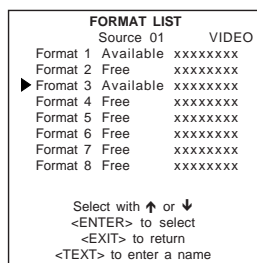 FORMAT LIST
Source 01 VIDEO
Format 1 Available xxxxxxxx
Format 2 Free xxxxxxxx
Fromat 3 Available xxxxxxxx
Format 4 Free xxxxxxxx
Format 5 Free xxxxxxxx
Format 6 Free xxxxxxxx
Format 7 Free xxxxxxxx
Format 8 Free xxxxxxxx
Select with ↑ or ↓
<ENTER> to select
<EXIT> to return
<TEXT> to enter a name